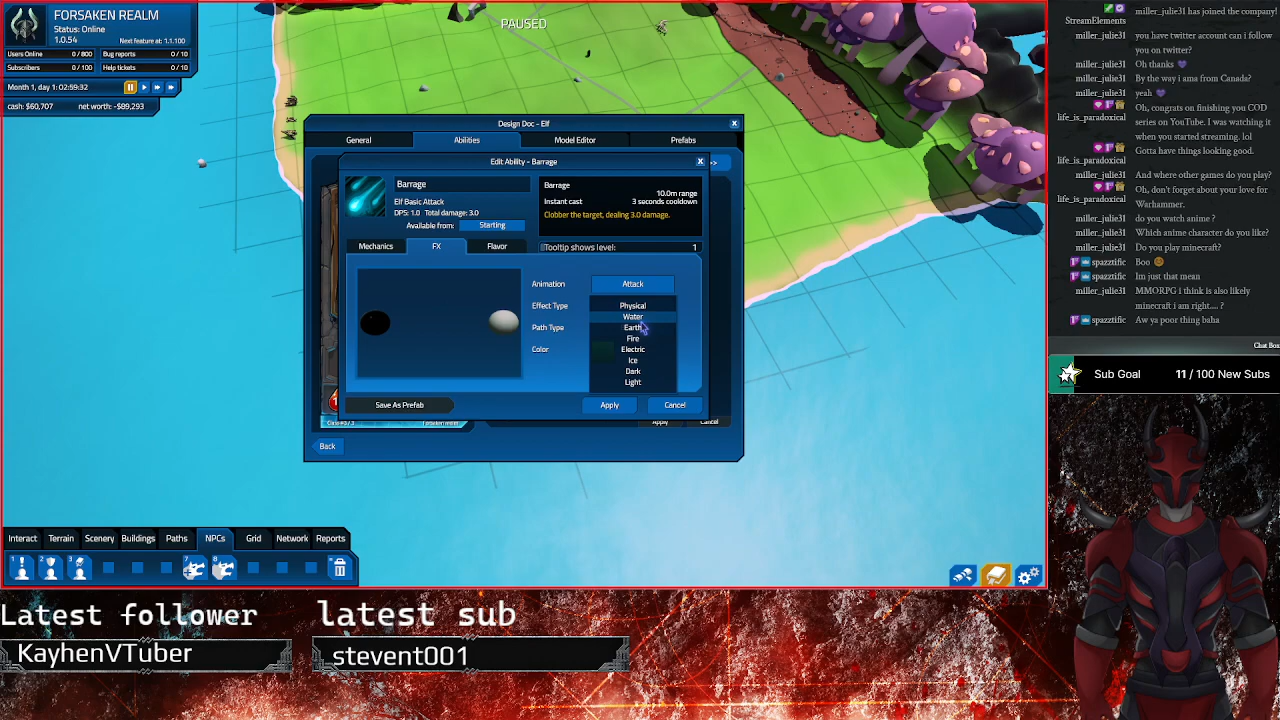 FORSAKEN REALM
Status: Online
1.0.54
Next feature at: 1.1.100
Users Online 0 / 800
Bug reports 0 / 10
Subscribers 0 / 100
Help tickets 0 / 10
Month 1, day 1: 02:59:32
cash: $60,707 net worth: -$89,293
PAUSED
Design Doc - Elf
X
General
Abilities
Model Editor
Prefabs
Edit Ability - Barrage
X
->
Barrage
Elf Basic Attack
DPS: 1.0 Total damage: 3.0
Available from:
Starting
Barrage
10.0m range
Instant cast
3 seconds cooldown
Clobber the target, dealing 3.0 damage.
Mechanics
FX
Flavor
Tooltip shows level:
1
Animation
Attack
Effect Type
Path Type
Color
Physical
Water
Earth
Fire
Electric
Ice
Dark
Light
Save As Prefab
Apply
Cancel
Apply
Cancel
Back
Interact
Terrain
Scenery
Buildings
Paths
NPCs
Grid
Network
Reports
1
2
3
7
8
miller_julie31 has joined the company!
StreamElements
miller_julie31 you have twitter account can i follow
you on twitter?
miller_julie31 Oh thanks
miller_julie31 By the way i ama from Canada?
miller_julie31 yeah
life_is_paradoxical Oh, congrats on finishing you COD
series on YouTube. I was watching it
when you started streaming. lol
life_is_paradoxical Gotta have things looking good.
miller_julie31 And where other games do you play?
life_is_paradoxical Oh, don't forget about your love for
Warhammer.
miller_julie31 do you watch anime ?
miller_julie31 Which anime character do you like?
miller_julie31 Do you play minecraft?
spazztific Boo
spazztific Im just that mean
miller_julie31 MMORPG i think is also likely
minecraft i am right.... ?
spazztific Aw ya poor thing baha
Chat Box
Sub Goal
11 / 100 New Subs
Latest follower
KayhenVTuber
latest sub
stevent001